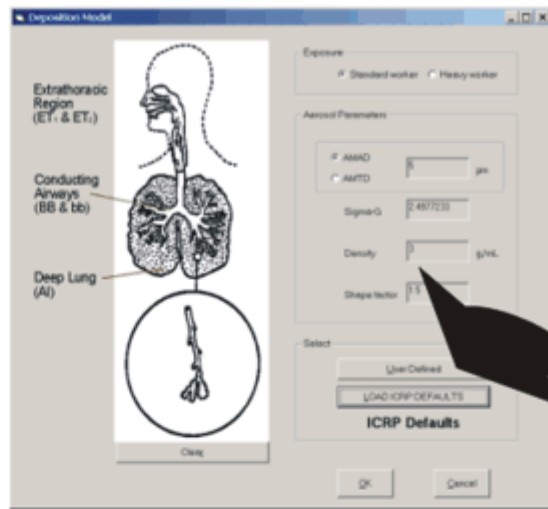 Deposition Model
Extrathoracic
Region
(ET₁ & ET₂)
Conducting
Airways
(BB & bb)
Deep Lung
(AI)
Exposure
Standard worker
Heavy worker
Aerosol Parameters
AMAD
AMTD
5
µm
Sigma-G
2.4977233
Density
3
g/mL
Shape factor
1.5
Select
User Defined
LOAD ICRP DEFAULTS
ICRP Defaults
OK
Cancel